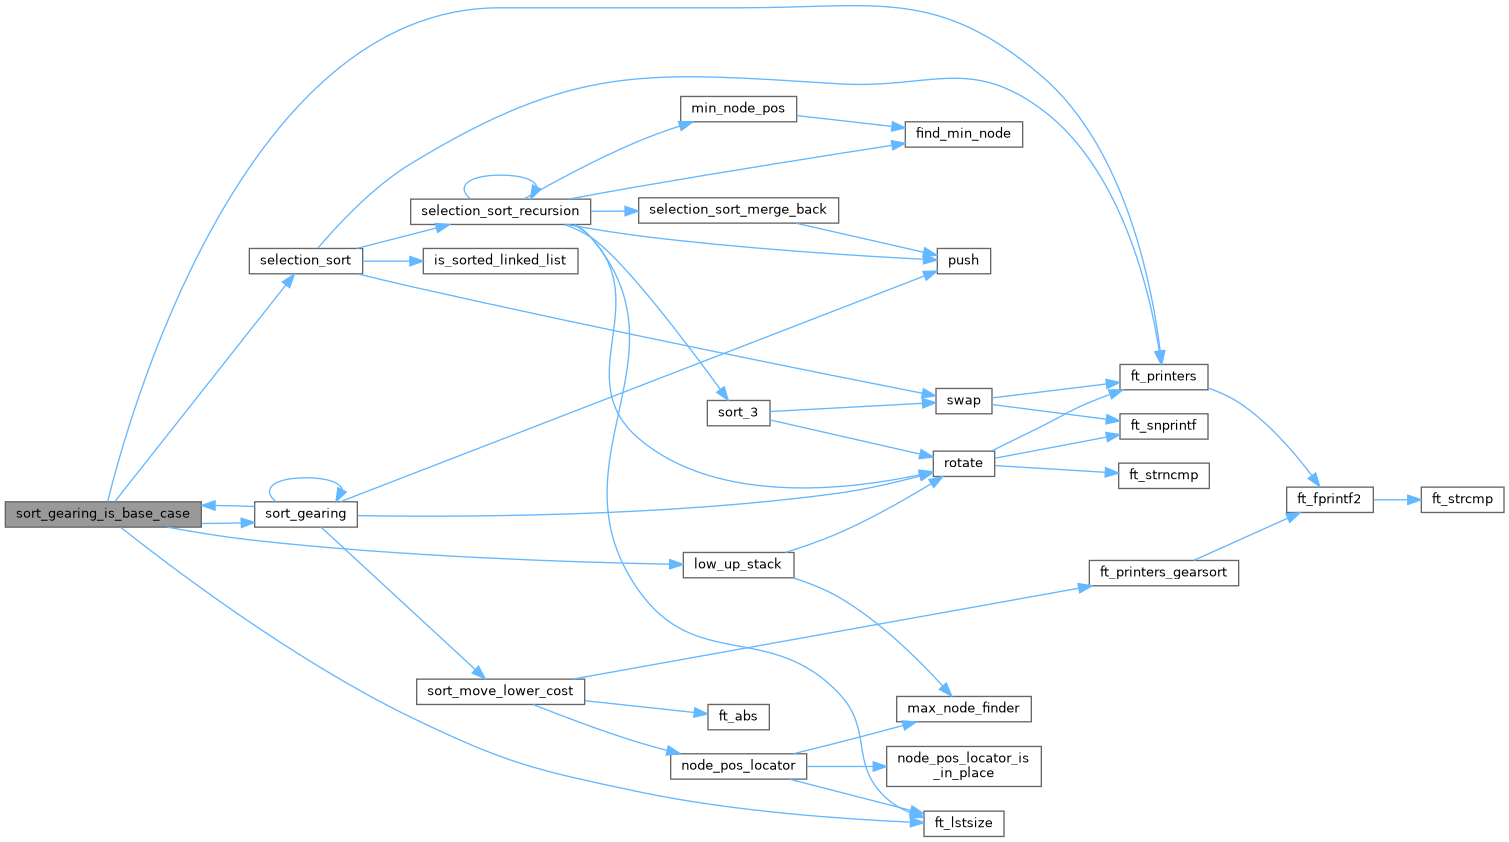 min_node_pos
find_min_node
selection_sort_recursion
selection_sort_merge_back
selection_sort
is_sorted_linked_list
push
ft_printers
sort_3
swap
ft_snprintf
rotate
ft_strncmp
ft_fprintf2
ft_strcmp
sort_gearing_is_base_case
sort_gearing
low_up_stack
ft_printers_gearsort
sort_move_lower_cost
ft_abs
max_node_finder
node_pos_locator
node_pos_locator_is
_in_place
ft_lstsize